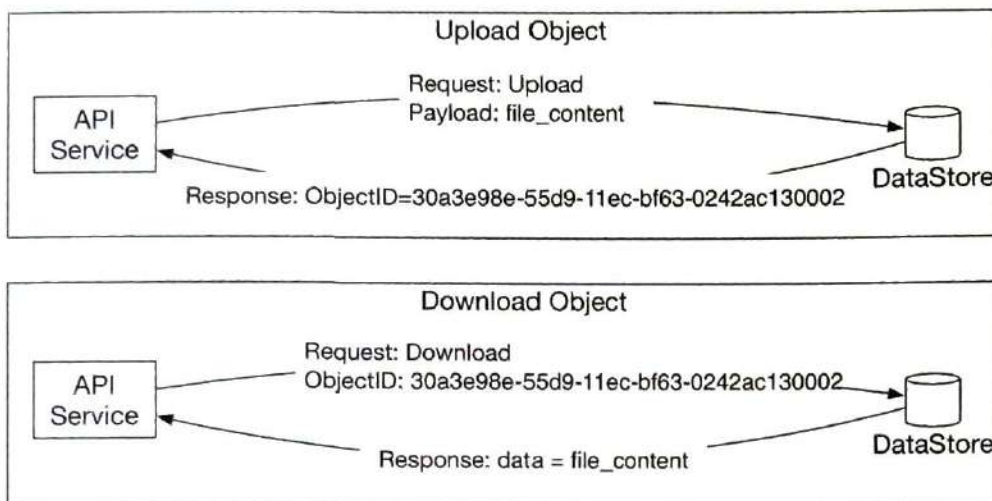 Upload Object
Request: Upload
Payload: file_content
API
Service
DataStore
Response: ObjectID=30a3e98e-55d9-11ec-bf63-0242ac130002
Download Object
Request: Download
ObjectID: 30a3e98e-55d9-11ec-bf63-0242ac130002
API
Service
DataStore
Response: data = file_content